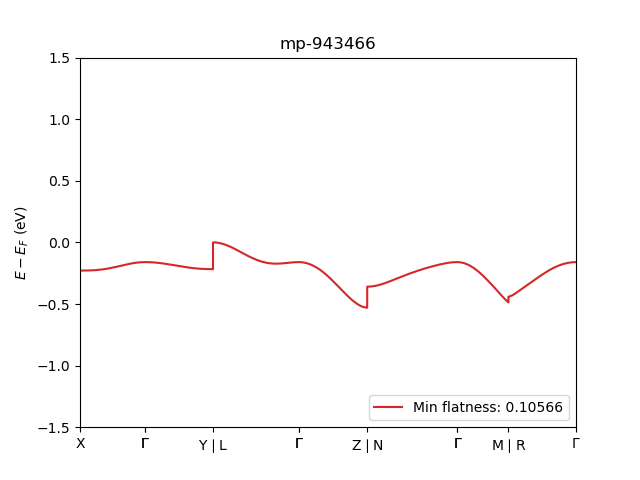 mp-943466
1.5
1.0
0.5
0.0
−0.5
−1.0
−1.5
E − E_F (eV)
Min flatness: 0.10566
X Γ Y | L Γ Z | N Γ M | R Γ